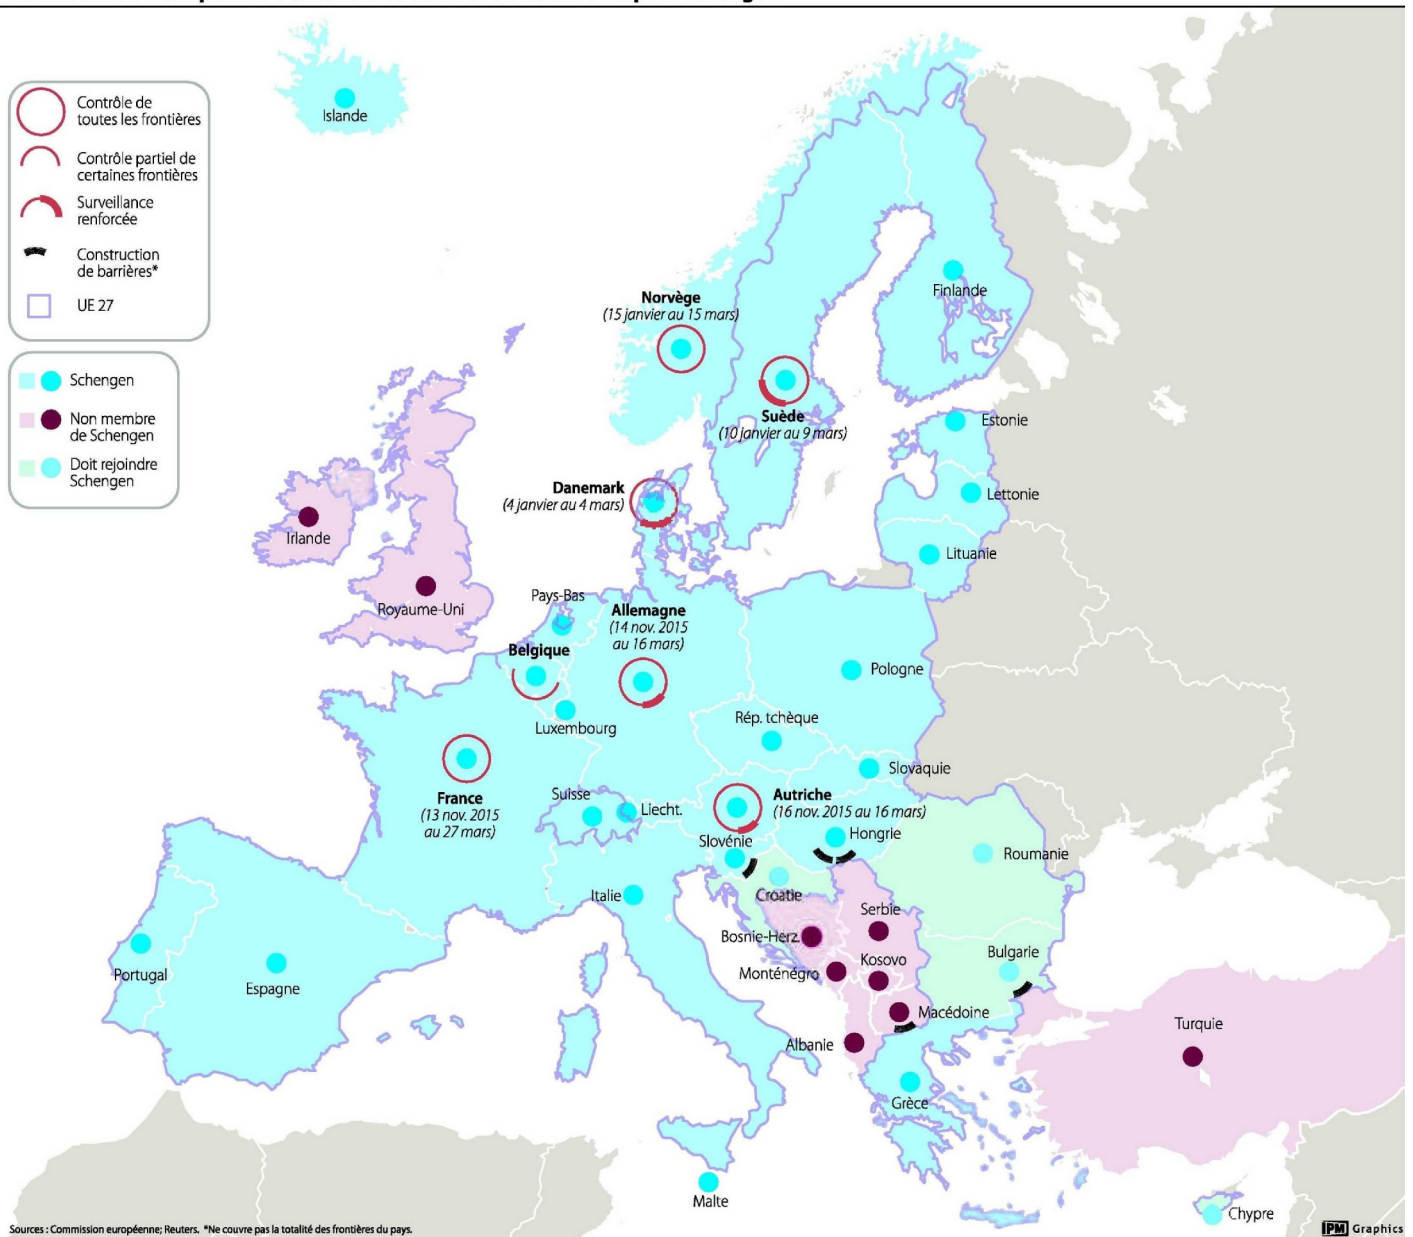 Contrôle de
toutes les frontières
Contrôle partiel de
certaines frontières
Surveillance
renforcée
Construction
de barrières*
UE 27
Schengen
Non membre
de Schengen
Doit rejoindre
Schengen
Islande
Norvège
(15 janvier au 15 mars)
Finlande
Suède
(10 janvier au 9 mars)
Estonie
Danemark
(4 janvier au 4 mars)
Lettonie
Irlande
Lituanie
Royaume-Uni
Pays-Bas
Allemagne
(14 nov. 2015
au 16 mars)
Belgique
Pologne
Luxembourg
Rép. tchèque
Slovaquie
France
(13 nov. 2015
au 27 mars)
Suisse
Liecht.
Autriche
(16 nov. 2015 au 16 mars)
Slovénie
Hongrie
Roumanie
Italie
Croatie
Serbie
Bosnie-Herz.
Portugal
Espagne
Monténégro
Kosovo
Bulgarie
Macédoine
Albanie
Turquie
Grèce
Malte
Chypre
Sources : Commission européenne; Reuters. *Ne couvre pas la totalité des frontières du pays.
IPM Graphics